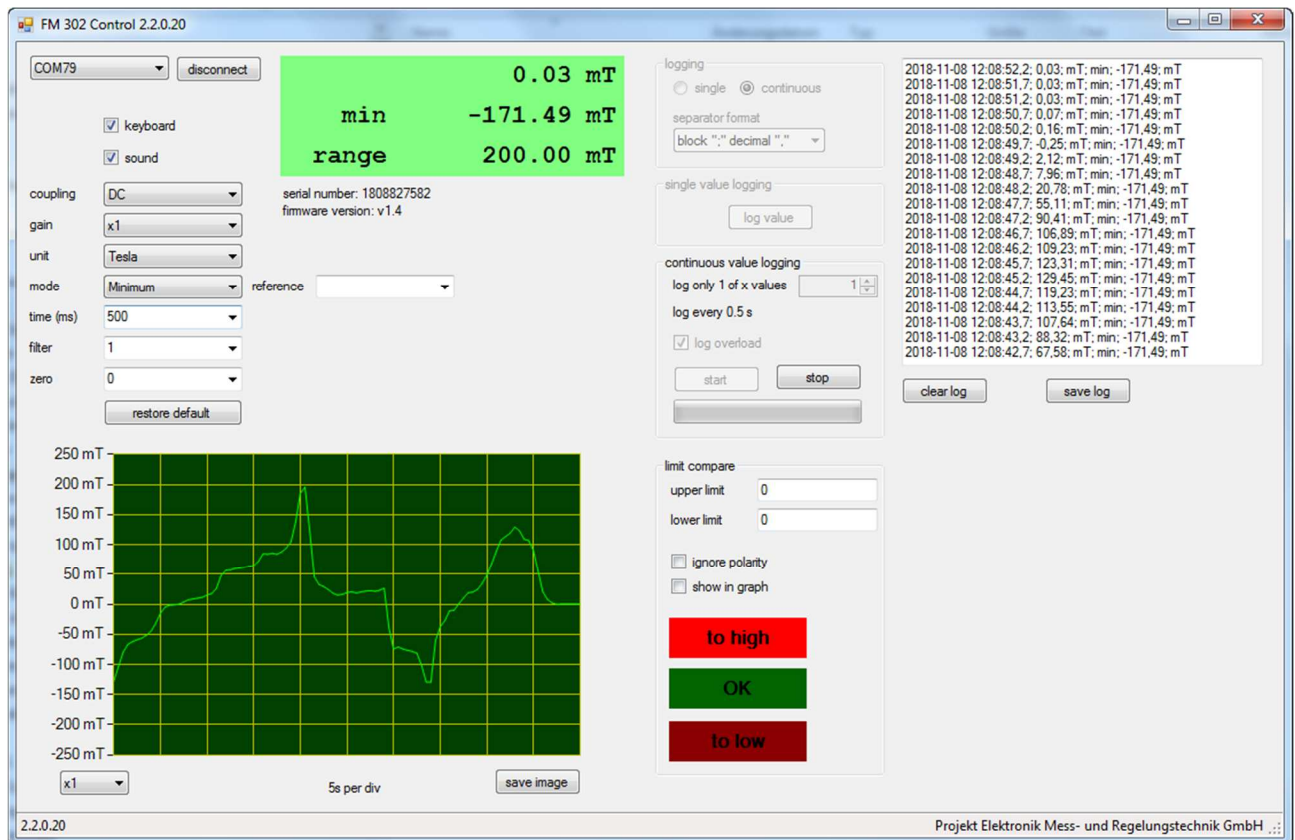 FM 302 Control 2.2.0.20
COM79
disconnect
keyboard
sound
coupling DC
gain x1
unit Tesla
mode Minimum
reference
time (ms) 500
filter 1
zero 0
restore default
0.03 mT
min -171.49 mT
range 200.00 mT
serial number: 1808827582
firmware version: v1.4
logging
single continuous
separator format
block ";" decimal ","
single value logging
log value
continuous value logging
log only 1 of x values 1
log every 0.5 s
log overload
start stop
2018-11-08 12:08:52,2; 0,03; mT; min; -171,49; mT
2018-11-08 12:08:51,7; 0,03; mT; min; -171,49; mT
2018-11-08 12:08:51,2; 0,03; mT; min; -171,49; mT
2018-11-08 12:08:50,7; 0,07; mT; min; -171,49; mT
2018-11-08 12:08:50,2; 0,16; mT; min; -171,49; mT
2018-11-08 12:08:49,7; -0,25; mT; min; -171,49; mT
2018-11-08 12:08:49,2; 2,12; mT; min; -171,49; mT
2018-11-08 12:08:48,7; 7,96; mT; min; -171,49; mT
2018-11-08 12:08:48,2; 20,78; mT; min; -171,49; mT
2018-11-08 12:08:47,7; 55,11; mT; min; -171,49; mT
2018-11-08 12:08:47,2; 90,41; mT; min; -171,49; mT
2018-11-08 12:08:46,7; 106,89; mT; min; -171,49; mT
2018-11-08 12:08:46,2; 109,23; mT; min; -171,49; mT
2018-11-08 12:08:45,7; 123,31; mT; min; -171,49; mT
2018-11-08 12:08:45,2; 129,45; mT; min; -171,49; mT
2018-11-08 12:08:44,7; 119,23; mT; min; -171,49; mT
2018-11-08 12:08:44,2; 113,55; mT; min; -171,49; mT
2018-11-08 12:08:43,7; 107,64; mT; min; -171,49; mT
2018-11-08 12:08:43,2; 88,32; mT; min; -171,49; mT
2018-11-08 12:08:42,7; 67,58; mT; min; -171,49; mT
clear log save log
250 mT
200 mT
150 mT
100 mT
50 mT
0 mT
-50 mT
-100 mT
-150 mT
-200 mT
-250 mT
x1
5s per div
save image
limit compare
upper limit 0
lower limit 0
ignore polarity
show in graph
to high
OK
to low
2.2.0.20
Projekt Elektronik Mess- und Regelungstechnik GmbH